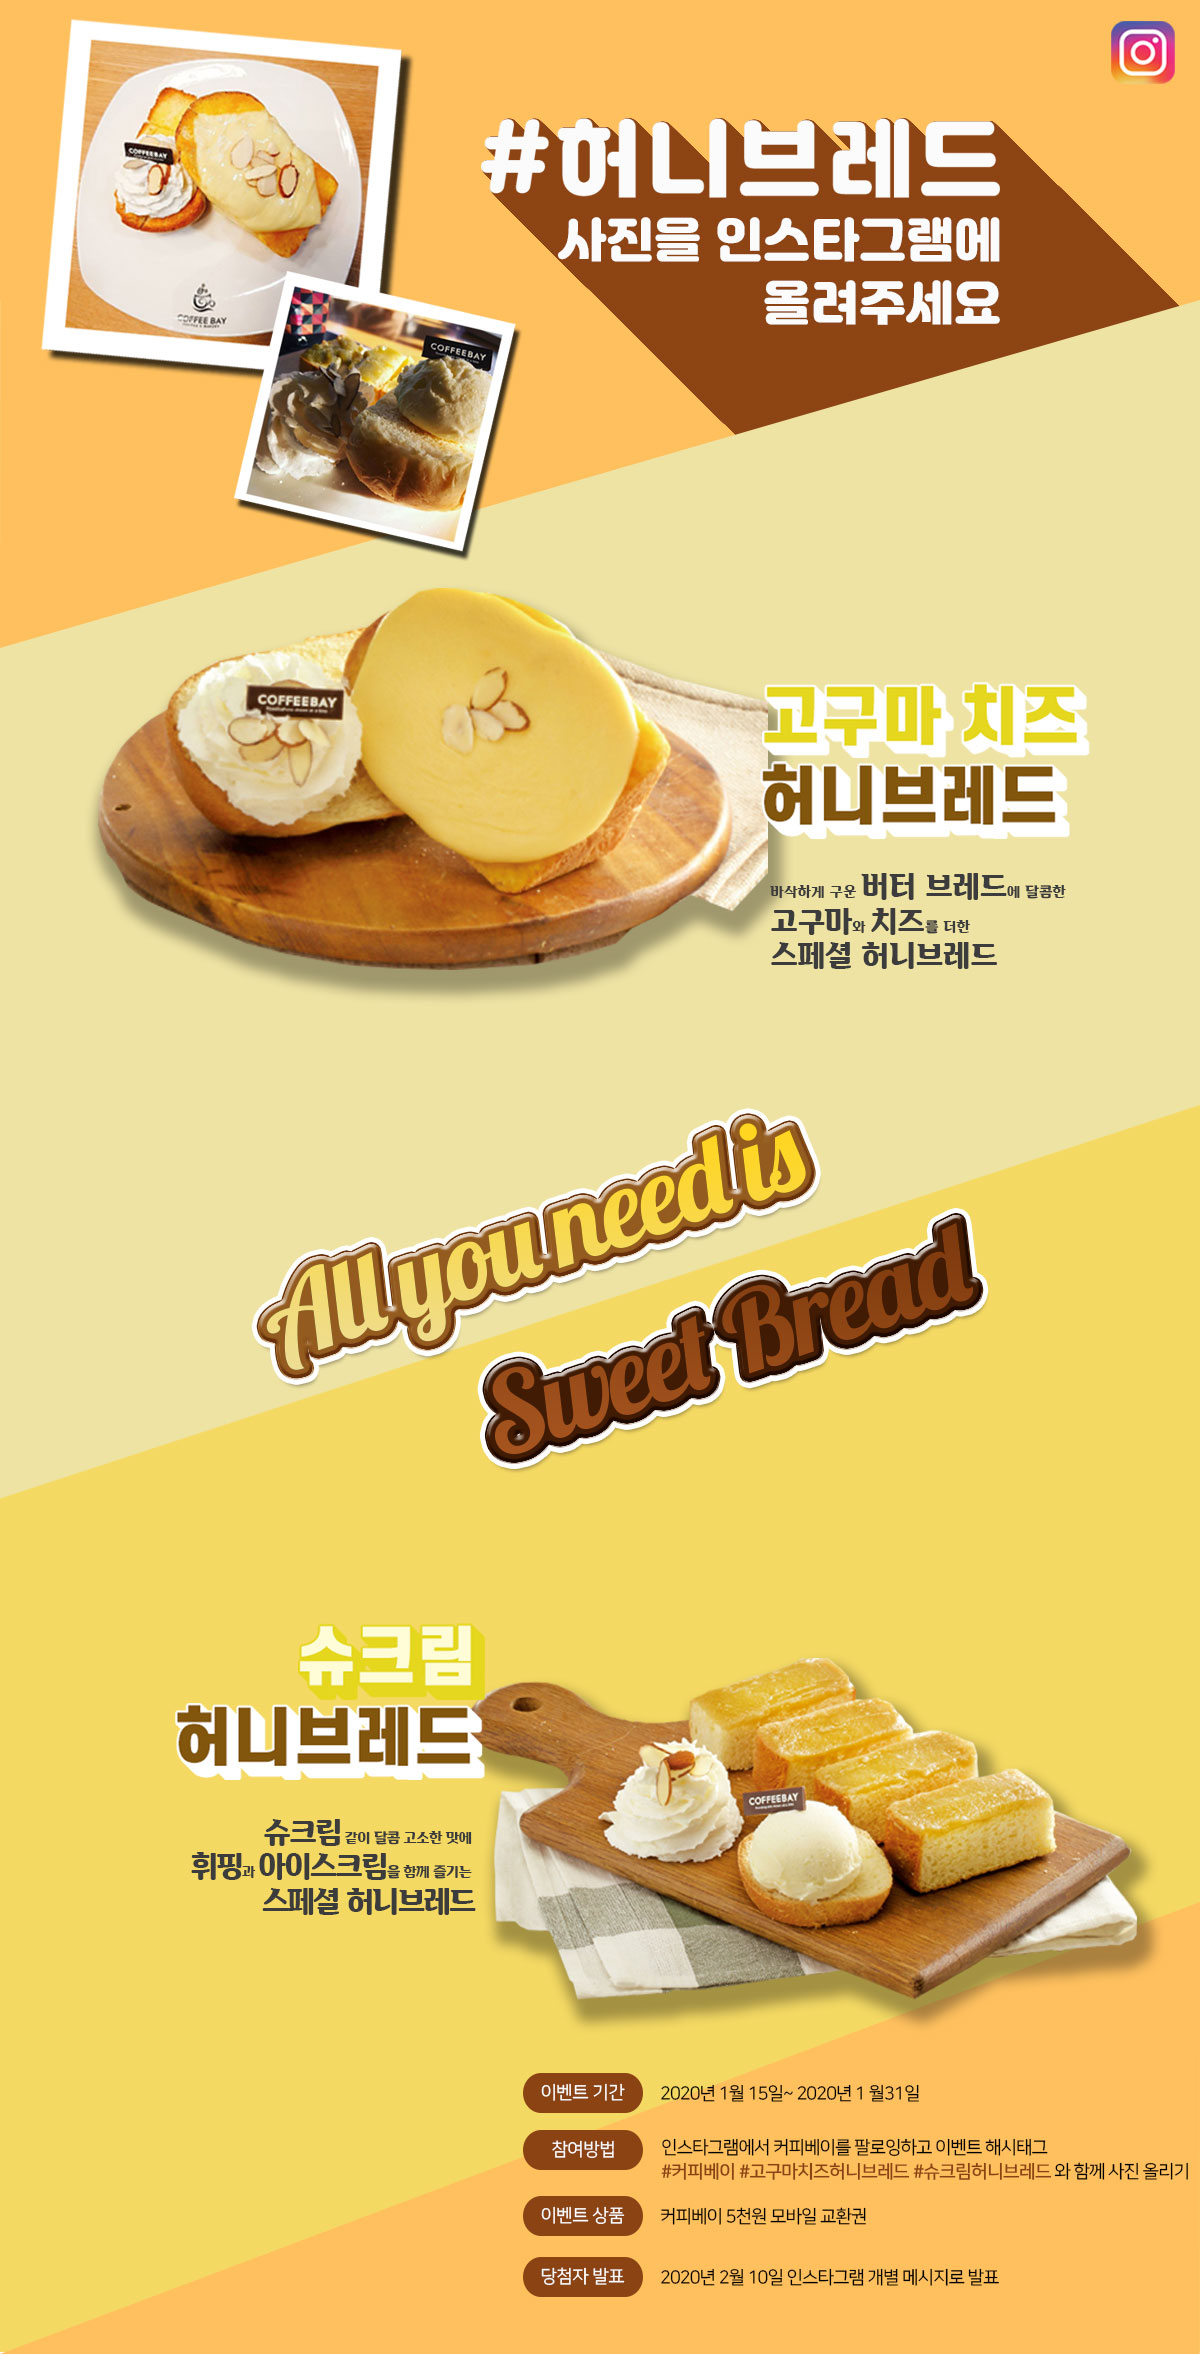 COFFEEBAY
COFFEE BAY
COFFEEBAY
#허니브레드
사진을 인스타그램에
올려주세요
COFFEEBAY
고구마 치즈
허니브레드
바삭하게 구운 버터 브레드에 달콤한
고구마와 치즈를 더한
스페셜 허니브레드
All you need is
Sweet Bread
슈크림
허니브레드
슈크림 같이 달콤 고소한 맛에
휘핑과 아이스크림을 함께 즐기는
스페셜 허니브레드
COFFEEBAY
이벤트 기간 2020년 1월 15일~ 2020년 1 월31일
참여방법 인스타그램에서 커피베이를 팔로잉하고 이벤트 해시태그
#커피베이 #고구마치즈허니브레드 #슈크림허니브레드 와 함께 사진 올리기
이벤트 상품 커피베이 5천원 모바일 교환권
당첨자 발표 2020년 2월 10일 인스타그램 개별 메시지로 발표